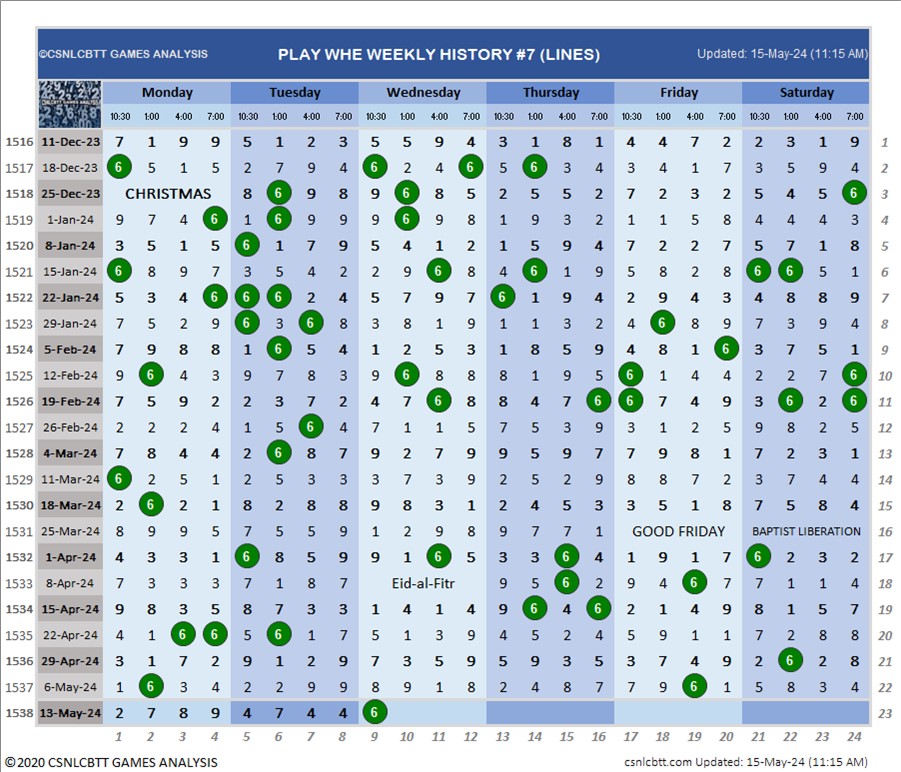 ©CSNLCBTT GAMES ANALYSIS PLAY WHE WEEKLY HISTORY #7 (LINES) Updated: 15-May-24 (11:15 AM)
CSNLCBTT GAMES ANALYSIS Monday Tuesday Wednesday Thursday Friday Saturday
10:30 1:00 4:00 7:00 10:30 1:00 4:00 7:00 10:30 1:00 4:00 7:00 10:30 1:00 4:00 7:00 10:30 1:00 4:00 7:00 10:30 1:00 4:00 7:00
1516 11-Dec-23 7 1 9 9 5 1 2 3 5 5 9 4 3 1 8 1 4 4 7 2 2 3 1 9 1
1517 18-Dec-23 6 5 1 5 2 7 9 4 6 2 4 6 5 6 3 4 3 4 1 7 3 5 9 4 2
1518 25-Dec-23 CHRISTMAS 8 6 9 8 9 6 8 5 2 5 5 2 7 2 3 2 5 4 5 6 3
1519 1-Jan-24 9 7 4 6 1 6 9 9 9 6 9 8 1 9 3 2 1 1 5 8 4 4 4 3 4
1520 8-Jan-24 3 5 1 5 6 1 7 9 5 4 1 2 1 5 9 4 7 2 2 7 5 7 1 8 5
1521 15-Jan-24 6 8 9 7 3 5 4 2 2 9 6 8 4 6 1 9 5 8 2 8 6 6 5 1 6
1522 22-Jan-24 5 3 4 6 6 6 2 4 5 7 9 7 6 1 9 4 2 9 4 3 4 8 8 9 7
1523 29-Jan-24 7 5 2 9 6 3 6 8 3 8 1 9 1 1 3 2 4 6 8 9 7 3 9 4 8
1524 5-Feb-24 7 9 8 8 1 6 5 4 1 2 5 3 1 8 5 9 4 8 1 6 3 7 5 1 9
1525 12-Feb-24 9 6 4 3 9 7 8 3 9 6 8 8 8 1 9 5 6 1 4 4 2 2 7 6 10
1526 19-Feb-24 7 5 9 2 2 3 7 2 4 7 6 8 8 4 7 6 6 7 4 9 3 6 2 6 11
1527 26-Feb-24 2 2 2 4 1 5 6 4 7 1 1 5 7 5 3 9 3 1 2 5 9 8 2 5 12
1528 4-Mar-24 7 8 4 4 2 6 8 7 9 9 9 4 9 5 9 7 7 9 8 1 7 2 3 1 13
1529 11-Mar-24 6 2 5 1 2 5 3 3 3 7 3 9 2 5 2 9 8 8 7 2 3 7 4 4 14
1530 18-Mar-24 2 6 2 1 8 2 8 8 9 8 3 1 2 4 5 3 3 5 1 8 7 5 8 4 15
1531 25-Mar-24 8 9 9 5 7 5 5 9 1 2 9 8 9 7 7 1 GOOD FRIDAY BAPTIST LIBERATION 16
1532 1-Apr-24 4 3 3 1 6 8 5 9 9 1 6 5 3 3 6 4 1 9 1 7 6 2 3 2 17
1533 8-Apr-24 7 3 3 3 7 1 8 7 Eid-al-Fitr 9 5 6 2 9 4 6 9 7 1 1 4 18
1534 15-Apr-24 9 8 3 5 8 7 3 3 1 4 1 4 9 6 4 6 2 1 4 9 8 1 5 7 19
1535 22-Apr-24 4 1 6 6 5 6 1 7 5 1 3 9 4 5 2 4 5 9 1 1 7 2 8 8 20
1536 29-Apr-24 3 1 7 2 9 1 2 9 7 3 5 9 5 9 3 5 3 7 4 9 2 6 2 8 21
1537 6-May-24 1 6 3 4 2 2 9 9 8 9 1 8 2 4 8 7 7 9 6 1 5 8 3 4 22
1538 13-May-24 2 7 8 9 4 7 4 4 6 23
1 2 3 4 5 6 7 8 9 10 11 12 13 14 15 16 17 18 19 20 21 22 23 24
©2020 CSNLCBTT GAMES ANALYSIS csnlcbtt.com Updated: 15-May-24 (11:15 AM)